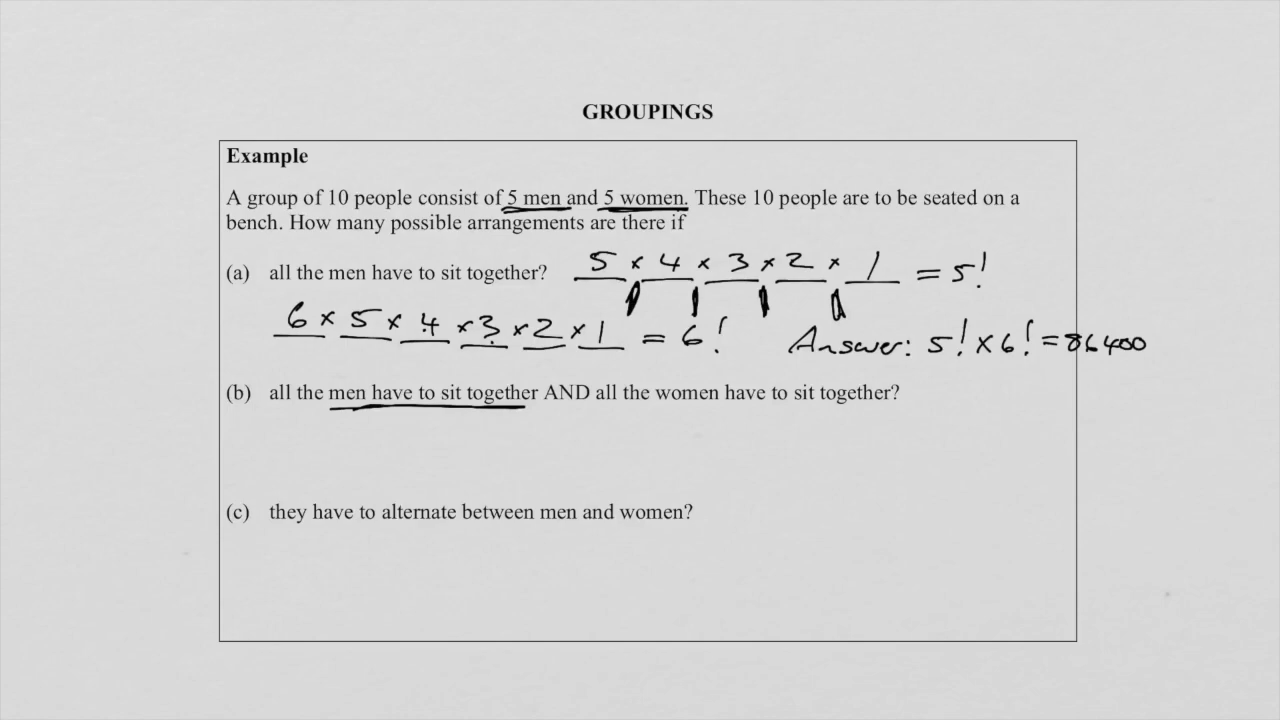 GROUPINGS
Example
A group of 10 people consist of 5 men and 5 women. These 10 people are to be seated on a
bench. How many possible arrangements are there if
(a) all the men have to sit together? 5 × 4 × 3 × 2 × 1 = 5!
6 × 5 × 4 × 3 × 2 × 1 = 6! Answer: 5! × 6! = 86400
(b) all the men have to sit together AND all the women have to sit together?
(c) they have to alternate between men and women?